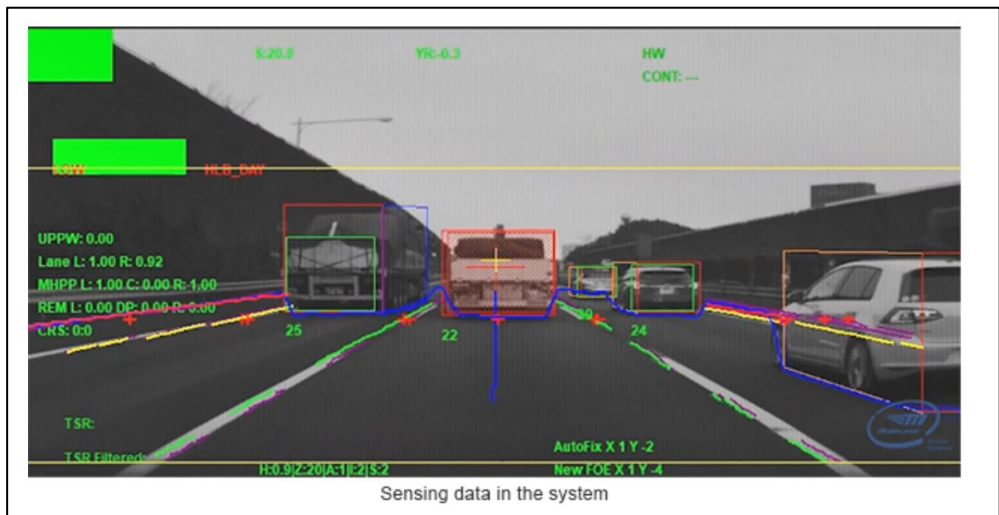 S:20.8 YR:-0.3 HW
CONT: ---
LOW HLB_DAY
UPPW: 0.00
Lane L: 1.00 R: 0.92
MHPP L: 1.00 C: 0.00 R: 1.00
REM L: 0.00 DP: 0.00 R: 0.00
CRS: 0:0
25 22 24
TSR:
TSR Filtered:
AutoFix X 1 Y -2
H:0.9|Z:20|A:1|I:2|S:2 New FOE X 1 Y -4
Sensing data in the system